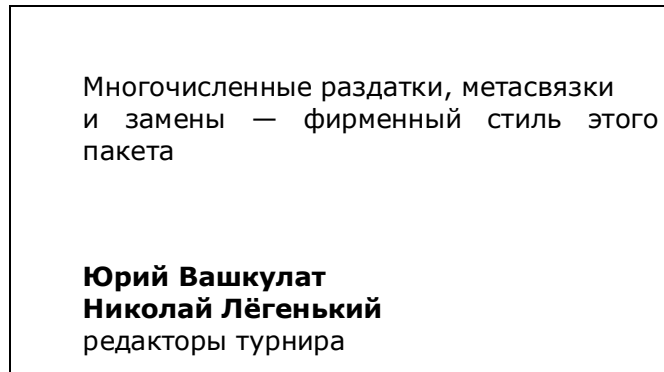 Многочисленные раздатки, метасвязки
и замены — фирменный стиль этого
пакета
Юрий Вашкулат
Николай Лёгенький
редакторы турнира